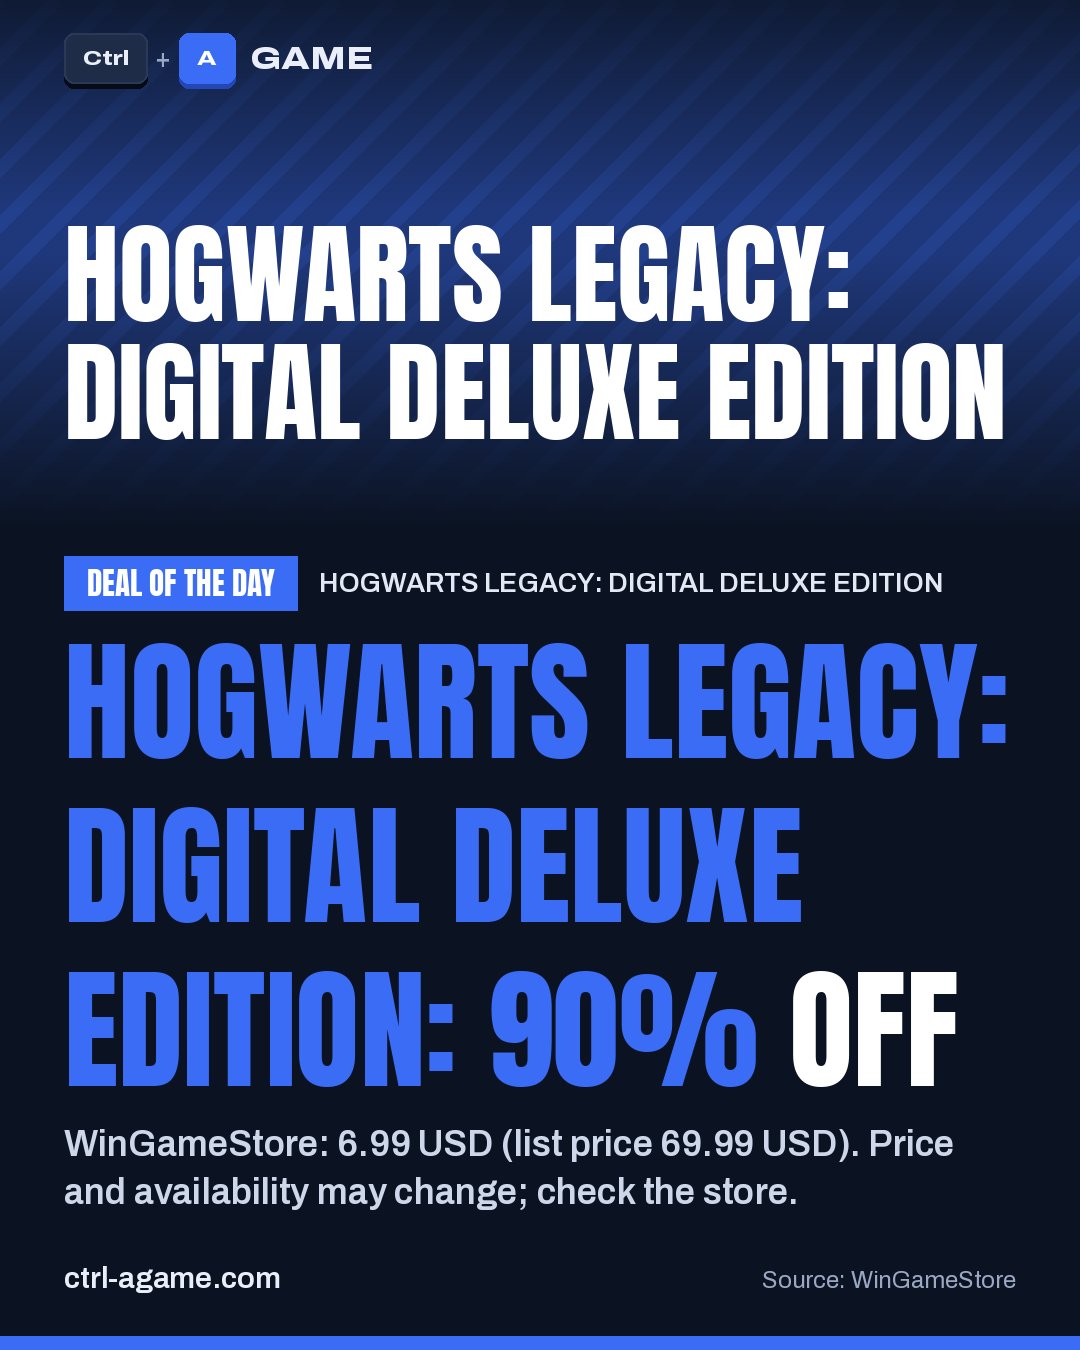 Ctrl + A GAME
HOGWARTS LEGACY:
DIGITAL DELUXE EDITION
DEAL OF THE DAY HOGWARTS LEGACY: DIGITAL DELUXE EDITION
HOGWARTS LEGACY:
DIGITAL DELUXE
EDITION: 90% OFF
WinGameStore: 6.99 USD (list price 69.99 USD). Price
and availability may change; check the store.
ctrl-agame.com Source: WinGameStore